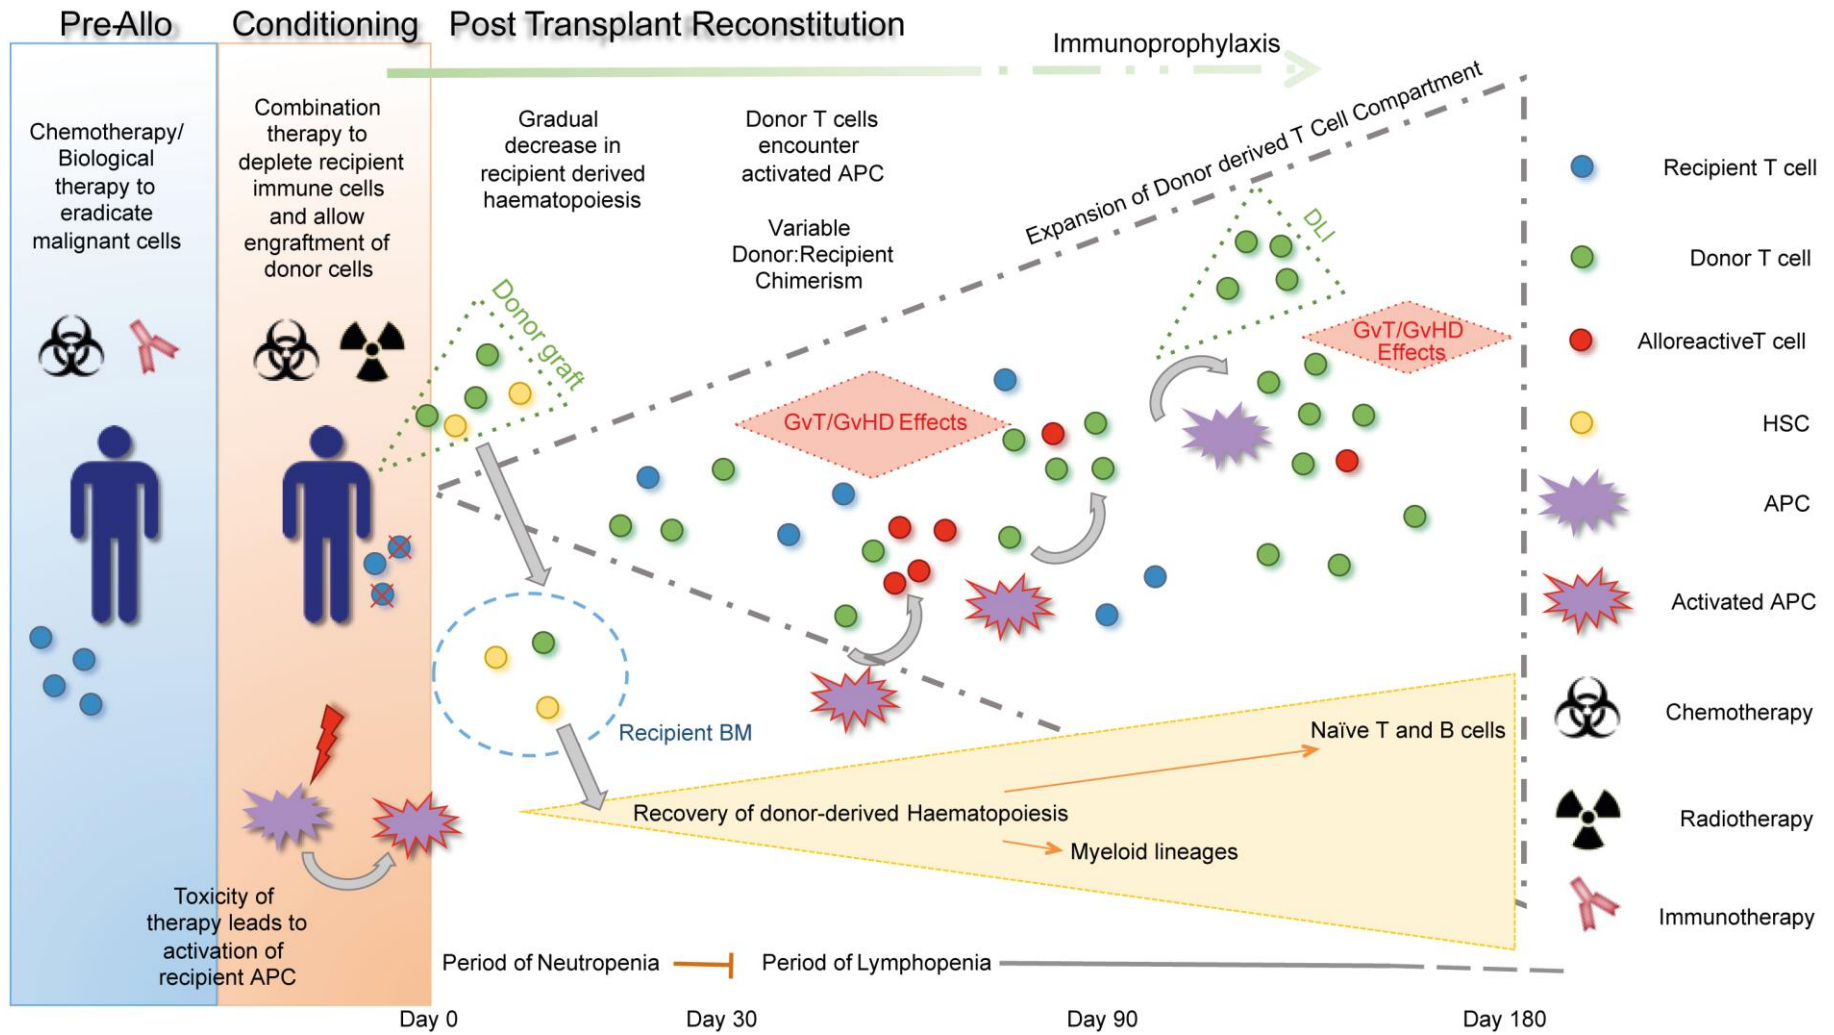 Pre-Allo
Conditioning
Post Transplant Reconstitution
Immunoprophylaxis
Chemotherapy/
Biological
therapy to
eradicate
malignant cells
Combination
therapy to
deplete recipient
immune cells
and allow
engraftment of
donor cells
Gradual
decrease in
recipient derived
haematopoiesis
Donor T cells
encounter
activated APC
Variable
Donor:Recipient
Chimerism
Expansion of Donor derived T Cell Compartment
Donor graft
DLI
GvT/GvHD Effects
GvT/GvHD
Effects
Recipient BM
Naïve T and B cells
Recovery of donor-derived Haematopoiesis
Myeloid lineages
Toxicity of
therapy leads to
activation of
recipient APC
Period of Neutropenia
Period of Lymphopenia
Day 0
Day 30
Day 90
Day 180
Recipient T cell
Donor T cell
AlloreactiveT cell
HSC
APC
Activated APC
Chemotherapy
Radiotherapy
Immunotherapy